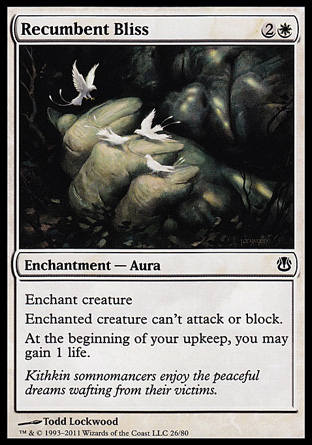 Recumbent Bliss 2
Enchantment — Aura
Enchant creature
Enchanted creature can't attack or block.
At the beginning of your upkeep, you may
gain 1 life.
Kithkin somnomancers enjoy the peaceful
dreams wafting from their victims.
Todd Lockwood
™ & © 1993–2011 Wizards of the Coast LLC 26/80